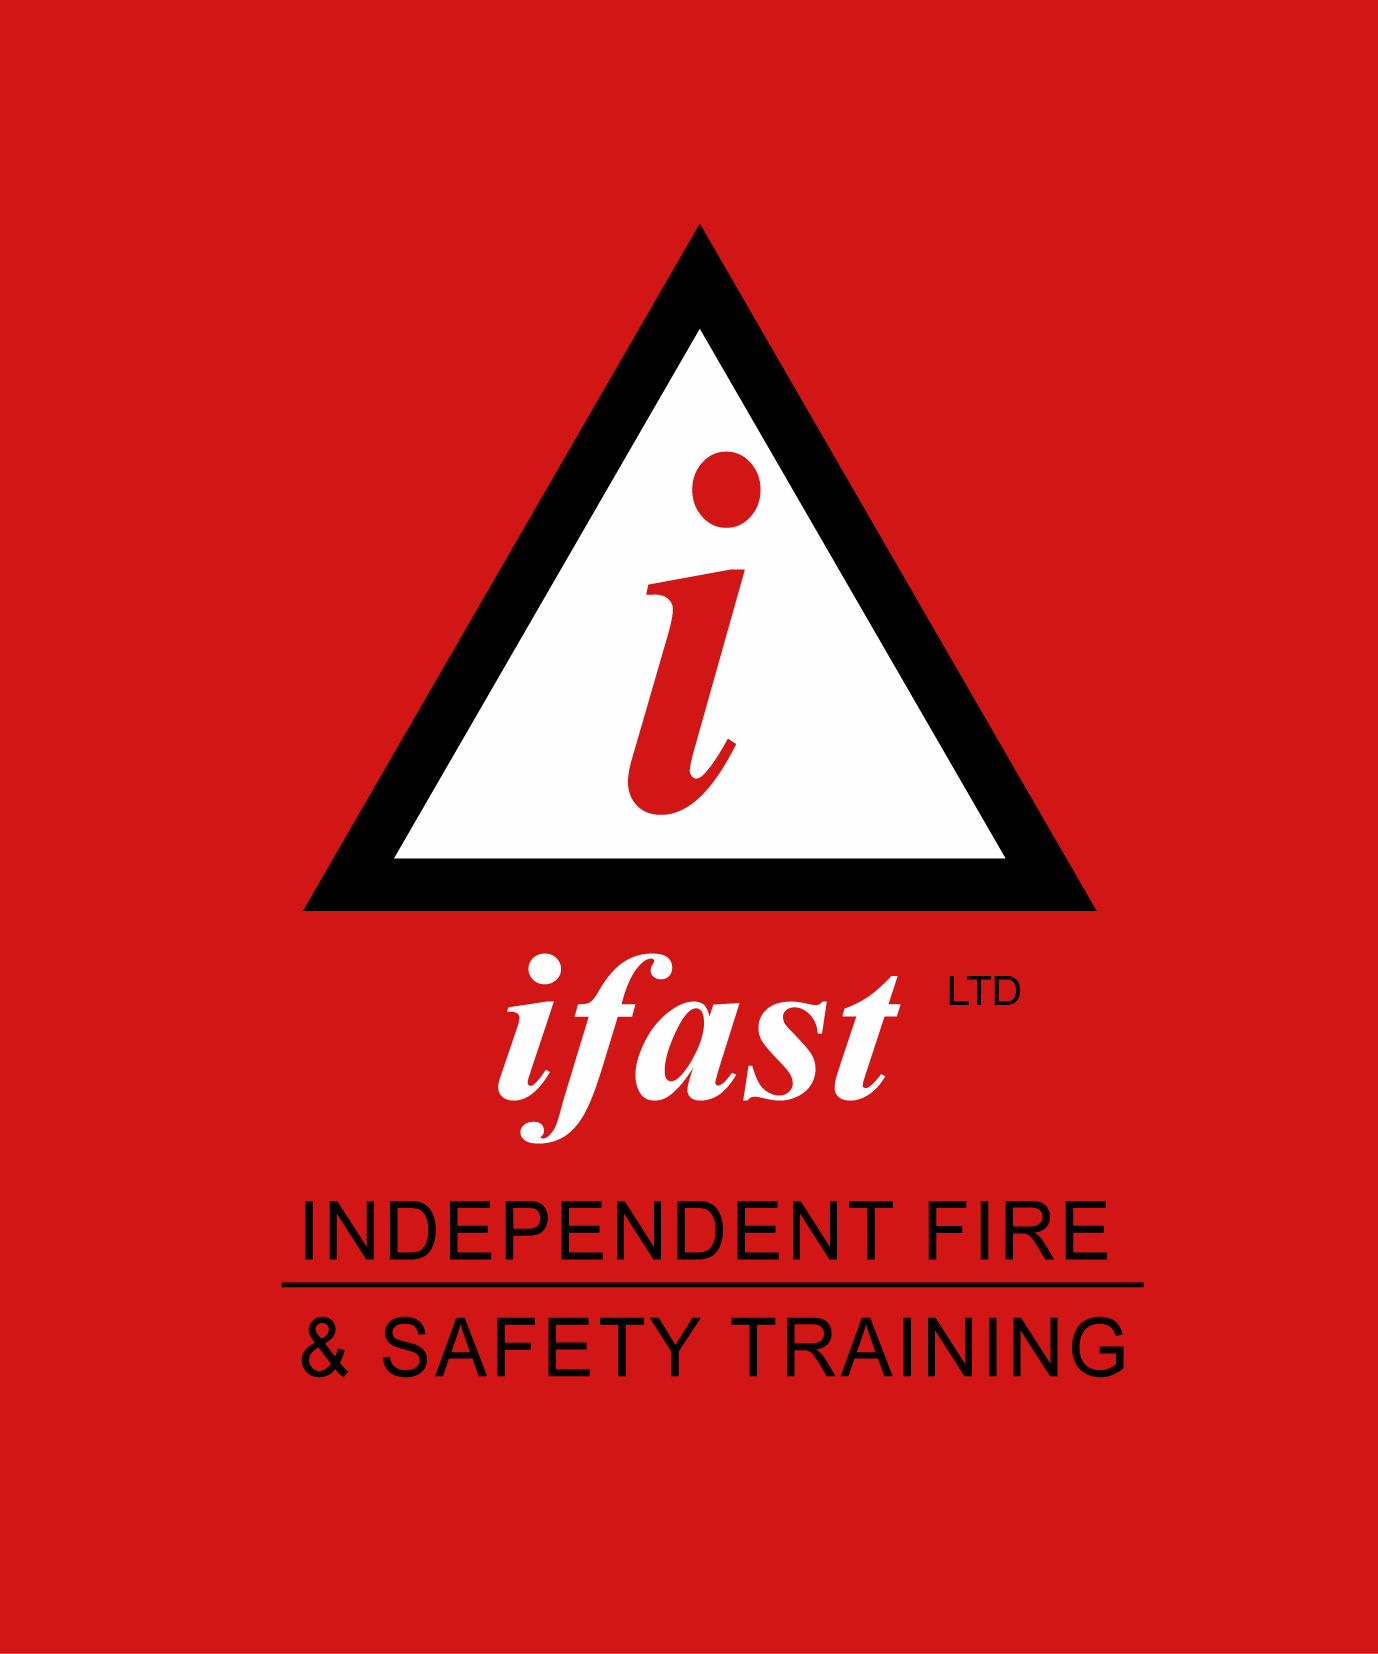 i
ifast LTD
INDEPENDENT FIRE
& SAFETY TRAINING